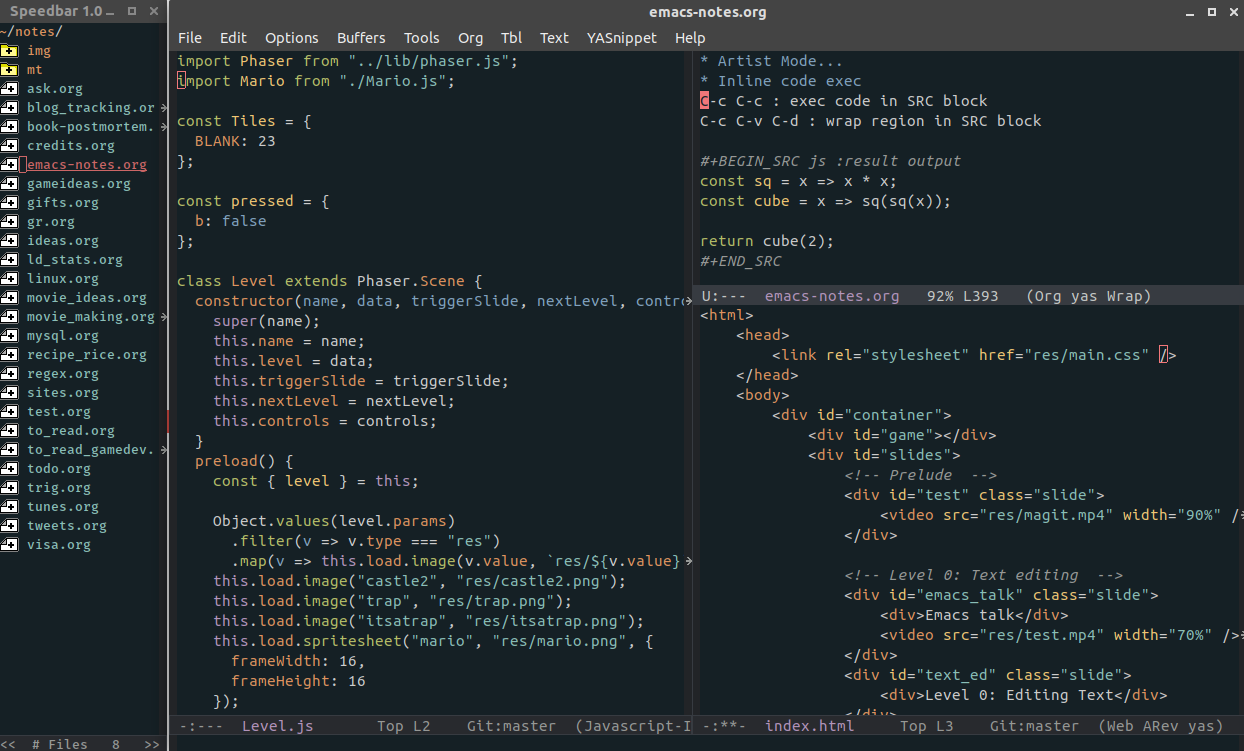 Speedbar 1.0
~/notes/
img
mt
ask.org
blog_tracking.or
book-postmortem.
credits.org
emacs-notes.org
gameideas.org
gifts.org
gr.org
ideas.org
ld_stats.org
linux.org
movie_ideas.org
movie_making.org
mysql.org
recipe_rice.org
regex.org
sites.org
test.org
to_read.org
to_read_gamedev.
todo.org
trig.org
tunes.org
tweets.org
visa.org
<< # Files 8 >>
emacs-notes.org
File Edit Options Buffers Tools Org Tbl Text YASnippet Help
import Phaser from "../lib/phaser.js";
import Mario from "./Mario.js";
const Tiles = {
  BLANK: 23
};
const pressed = {
  b: false
};
class Level extends Phaser.Scene {
  constructor(name, data, triggerSlide, nextLevel, contro
    super(name);
    this.name = name;
    this.level = data;
    this.triggerSlide = triggerSlide;
    this.nextLevel = nextLevel;
    this.controls = controls;
  }
  preload() {
    const { level } = this;
    Object.values(level.params)
      .filter(v => v.type === "res")
      .map(v => this.load.image(v.value, `res/${v.value}
    this.load.image("castle2", "res/castle2.png");
    this.load.image("trap", "res/trap.png");
    this.load.image("itsatrap", "res/itsatrap.png");
    this.load.spritesheet("mario", "res/mario.png", {
      frameWidth: 16,
      frameHeight: 16
    });
-:--- Level.js Top L2 Git:master (Javascript-I
* Artist Mode...
* Inline code exec
C-c C-c : exec code in SRC block
C-c C-v C-d : wrap region in SRC block
#+BEGIN_SRC js :result output
const sq = x => x * x;
const cube = x => sq(sq(x));
return cube(2);
#+END_SRC
U:--- emacs-notes.org 92% L393 (Org yas Wrap)
<html>
    <head>
        <link rel="stylesheet" href="res/main.css" />
    </head>
    <body>
        <div id="container">
            <div id="game"></div>
            <div id="slides">
                <!-- Prelude  -->
                <div id="test" class="slide">
                    <video src="res/magit.mp4" width="90%" /
                </div>
                <!-- Level 0: Text editing  -->
                <div id="emacs_talk" class="slide">
                    <div>Emacs talk</div>
                    <video src="res/test.mp4" width="70%" />
                </div>
                <div id="text_ed" class="slide">
                    <div>Level 0: Editing Text</div>
                </div>
-:**- index.html Top L3 Git:master (Web ARev yas)